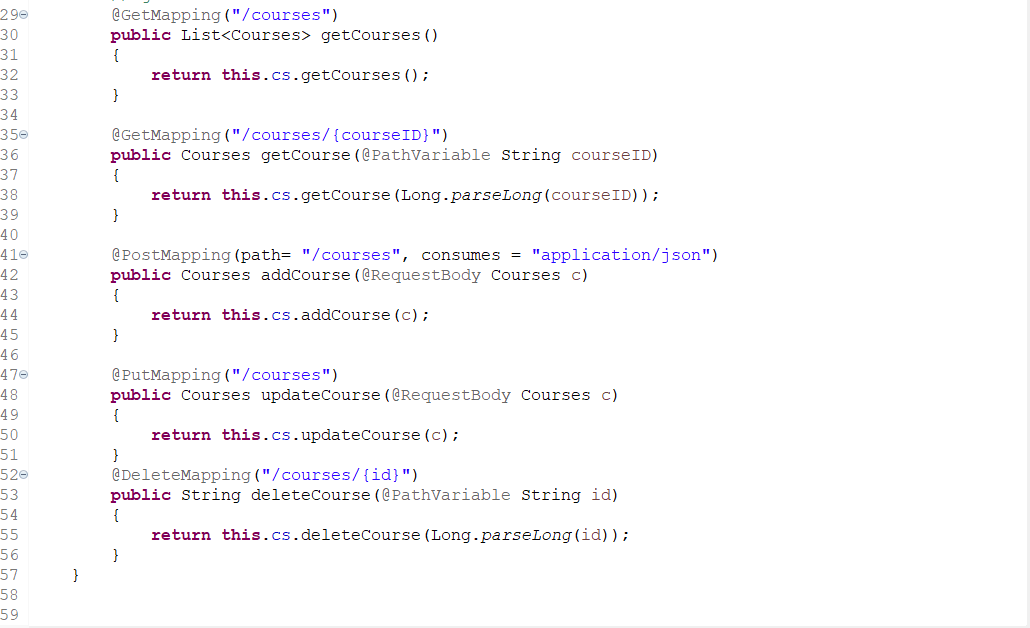 29 @GetMapping("/courses")
30 public List<Courses> getCourses()
31 {
32 return this.cs.getCourses();
33 }
34
35 @GetMapping("/courses/{courseID}")
36 public Courses getCourse(@PathVariable String courseID)
37 {
38 return this.cs.getCourse(Long.parseLong(courseID));
39 }
40
41 @PostMapping(path= "/courses", consumes = "application/json")
42 public Courses addCourse(@RequestBody Courses c)
43 {
44 return this.cs.addCourse(c);
45 }
46
47 @PutMapping("/courses")
48 public Courses updateCourse(@RequestBody Courses c)
49 {
50 return this.cs.updateCourse(c);
51 }
52 @DeleteMapping("/courses/{id}")
53 public String deleteCourse(@PathVariable String id)
54 {
55 return this.cs.deleteCourse(Long.parseLong(id));
56 }
57 }
58
59